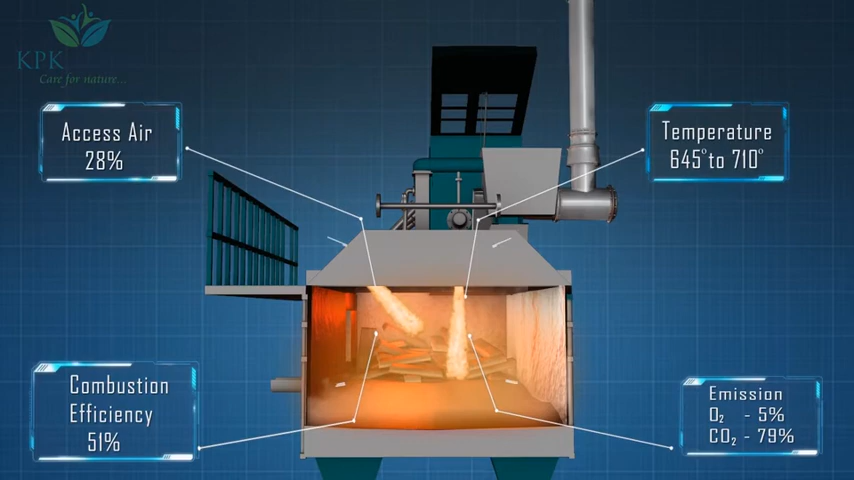 KPK
Care for nature...
Access Air
28%
Temperature
645° to 710°
Combustion
Efficiency
51%
Emission
O₂ - 5%
CO₂ - 79%